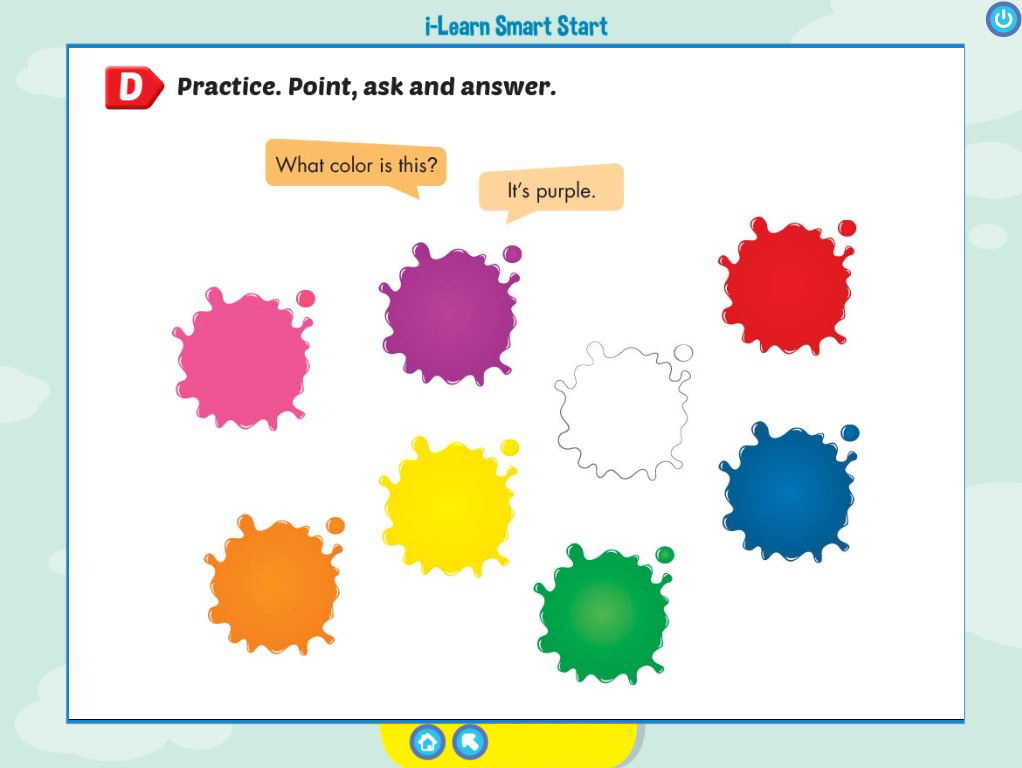 i-Learn Smart Start
D Practice. Point, ask and answer.
What color is this?
It's purple.